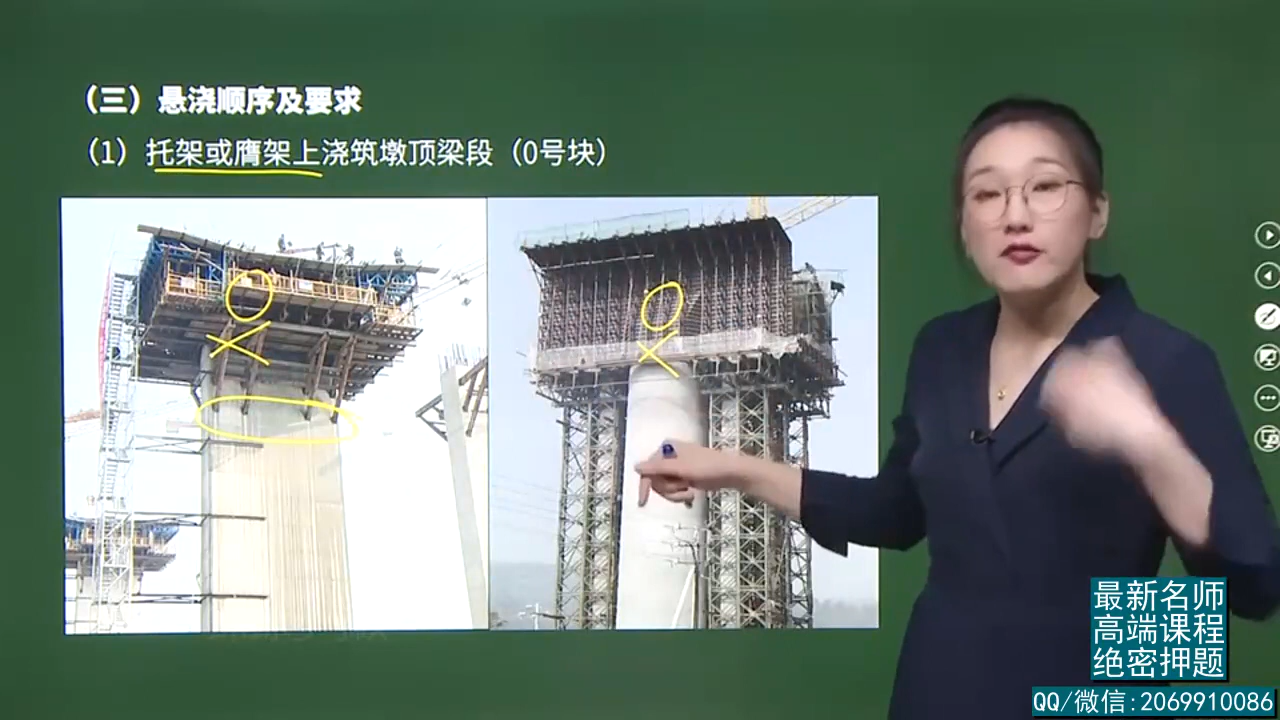 （三）悬浇顺序及要求
（1）托架或膺架上浇筑墩顶梁段（0号块）
最新名师
高端课程
绝密押题
QQ/微信:2069910086